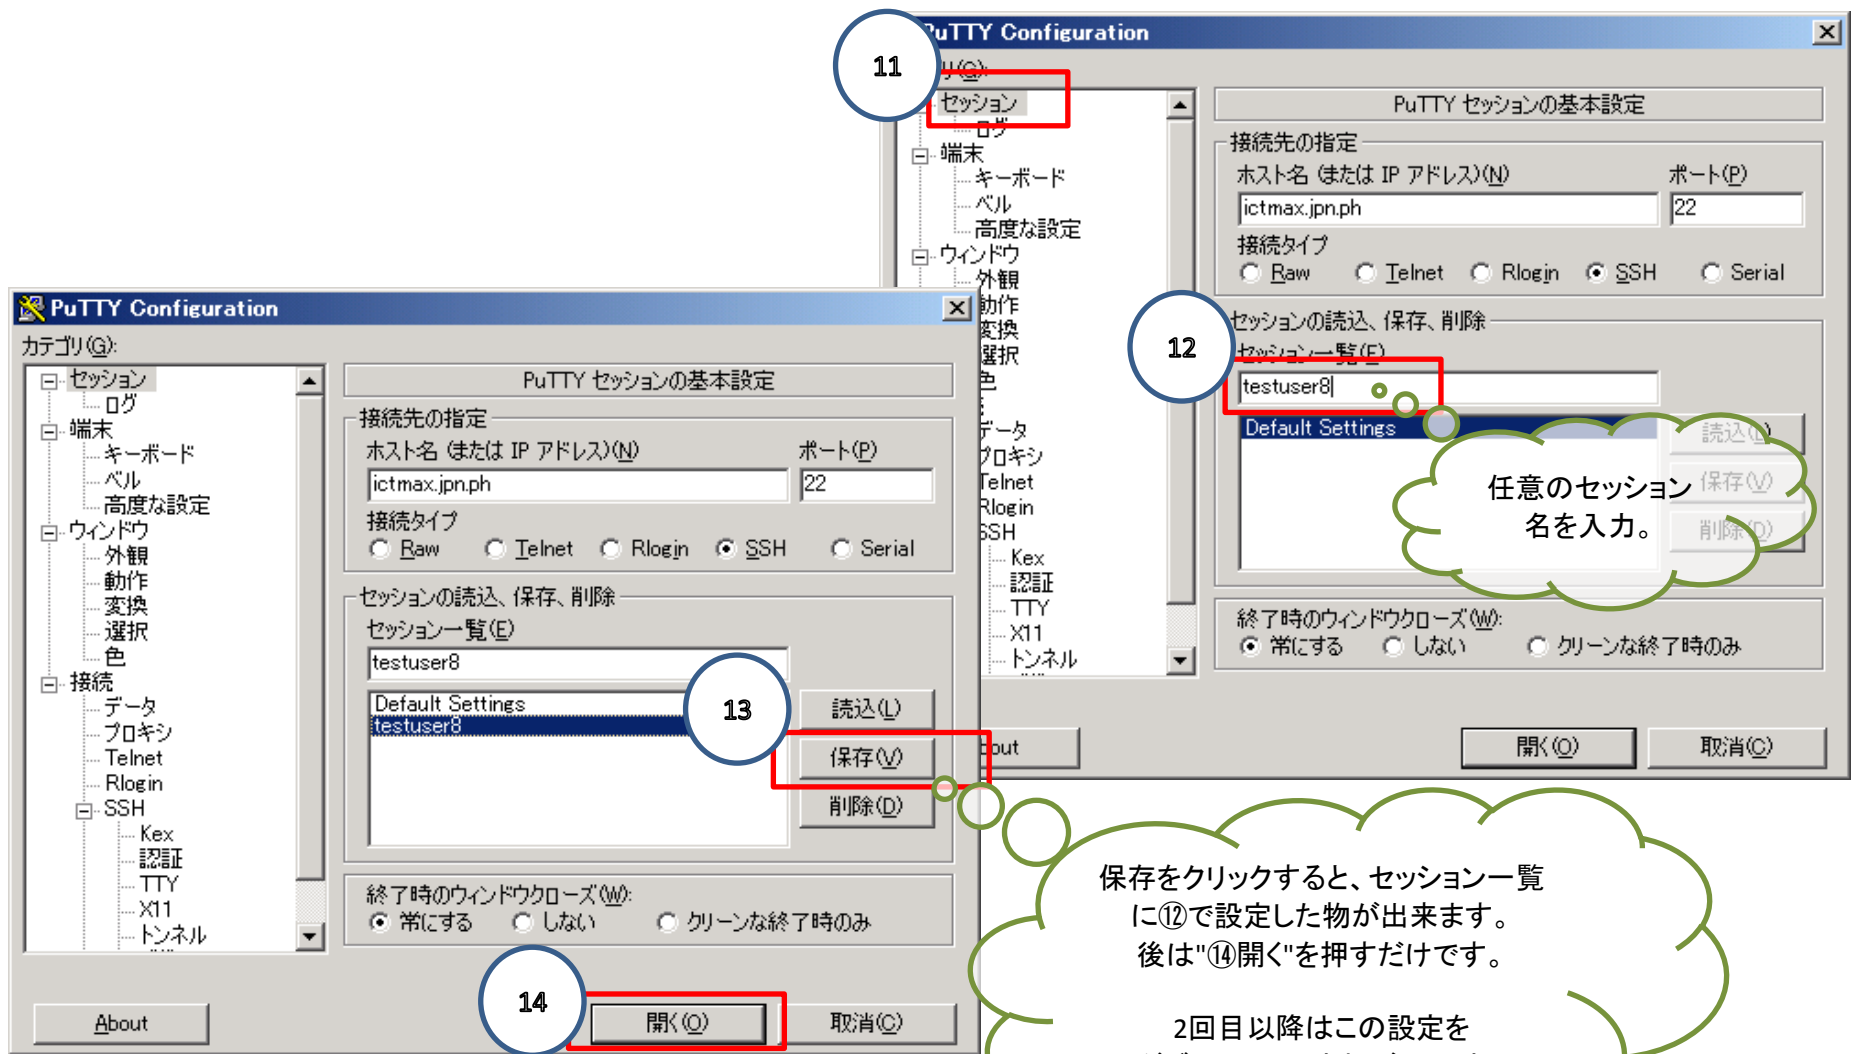 11
PuTTY Configuration
リ(G):
セッション
ログ
端末
キーボード
ベル
高度な設定
ウィンドウ
外観
動作
変換
選択
色
データ
プロキシ
Telnet
Rlogin
SSH
Kex
認証
TTY
X11
トンネル
PuTTY セッションの基本設定
接続先の指定
ホスト名 (または IP アドレス)(N)
ポート(P)
ictmax.jpn.ph
22
接続タイプ
Raw Telnet Rlogin SSH Serial
12
セッションの読込、保存、削除
セッション一覧(E)
testuser8
Default Settings
読込(L)
保存(V)
削除(D)
任意のセッション
名を入力。
終了時のウィンドウクローズ(W):
常にする しない クリーンな終了時のみ
bout
開く(O)
取消(C)
PuTTY Configuration
カテゴリ(G):
セッション
ログ
端末
キーボード
ベル
高度な設定
ウィンドウ
外観
動作
変換
選択
色
接続
データ
プロキシ
Telnet
Rlogin
SSH
Kex
認証
TTY
X11
トンネル
PuTTY セッションの基本設定
接続先の指定
ホスト名 (または IP アドレス)(N)
ポート(P)
ictmax.jpn.ph
22
接続タイプ
Raw Telnet Rlogin SSH Serial
セッションの読込、保存、削除
セッション一覧(E)
testuser8
Default Settings
testuser8
13
読込(L)
保存(V)
削除(D)
終了時のウィンドウクローズ(W):
常にする しない クリーンな終了時のみ
14
About
開く(O)
取消(C)
保存をクリックすると、セッション一覧
に⑫で設定した物が出来ます。
後は"⑭開く"を押すだけです。
2回目以降はこの設定を